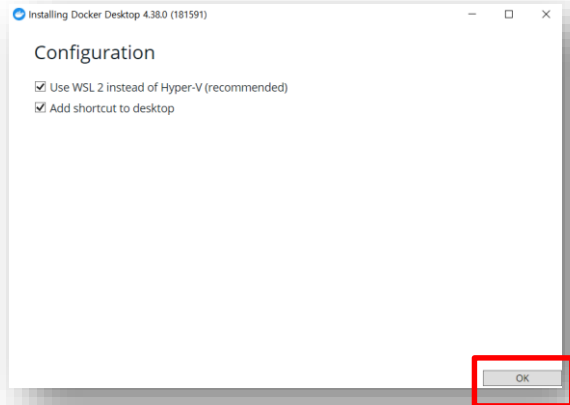 Installing Docker Desktop 4.38.0 (181591)
Configuration
Use WSL 2 instead of Hyper-V (recommended)
Add shortcut to desktop
OK